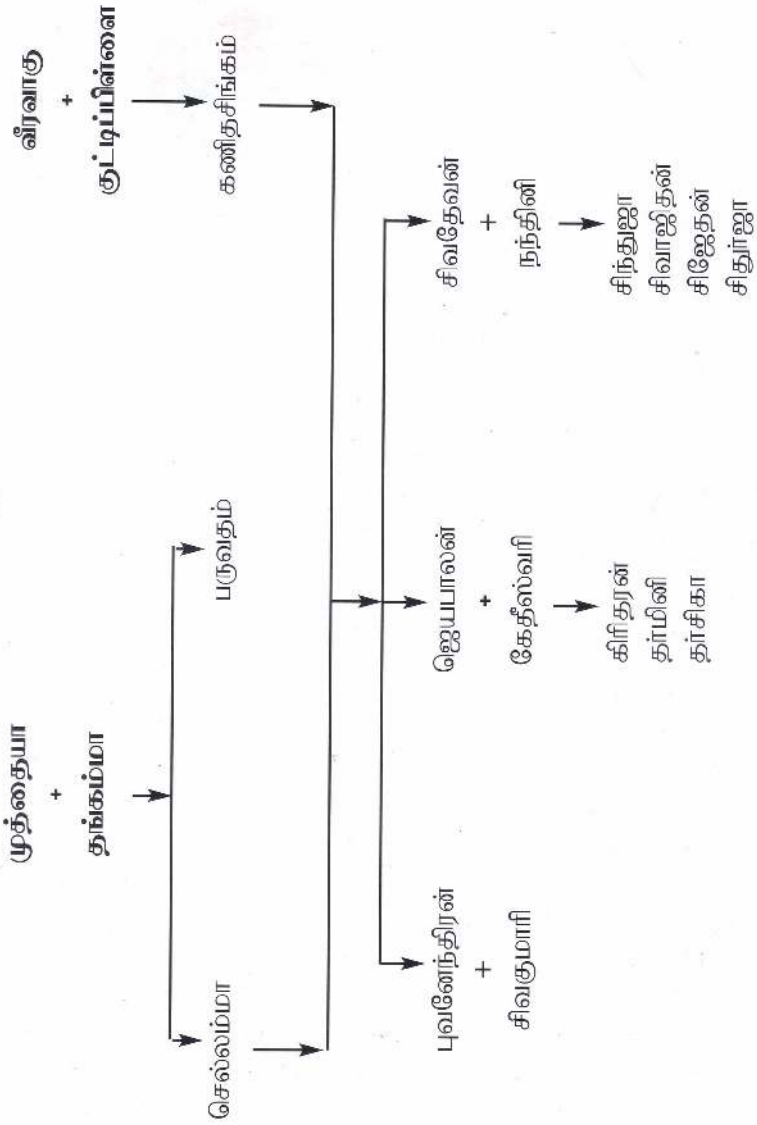 முத்தையா
+
தங்கம்மா
வீரவாகு
+
குட்டிப்பிள்ளை
செல்லம்மா
பருவதம்
கணிதசிங்கம்
புவனேந்திரன்
+
சிவகுமாரி
ஜெயபாலன்
+
கேதீஸ்வரி
கிரிதரன்
தர்மினி
தர்சிகா
சிவதேவன்
+
நந்தினி
சிந்துஜா
சிவாஜிதன்
சிஜேதன்
சிதுர்ஜா